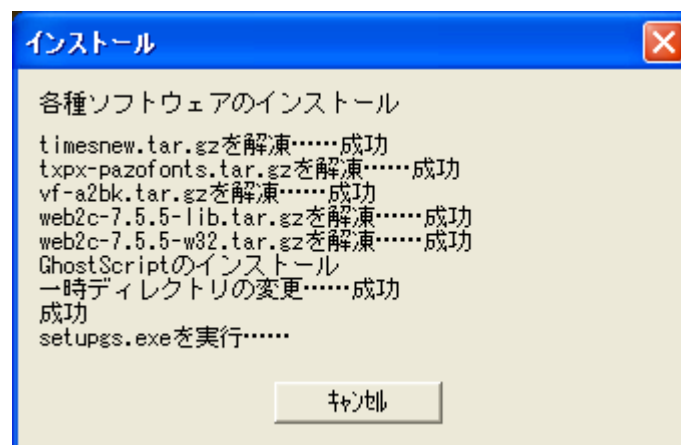 インストール
各種ソフトウェアのインストール
timesnew.tar.gzを解凍……成功
txpx-pazofonts.tar.gzを解凍……成功
vf-a2bk.tar.gzを解凍……成功
web2c-7.5.5-lib.tar.gzを解凍……成功
web2c-7.5.5-w32.tar.gzを解凍……成功
GhostScriptのインストール
一時ディレクトリの変更……成功
成功
setupgs.exeを実行……
ｷｬﾝｾﾙ